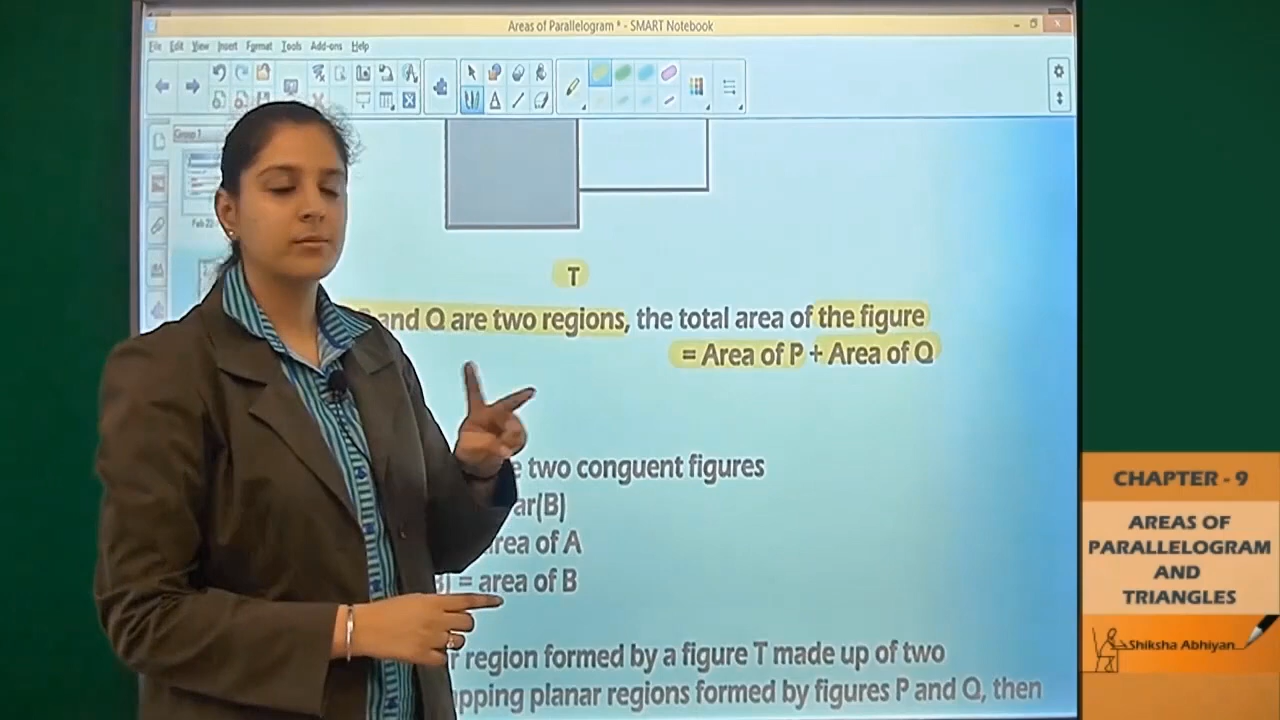 Areas of Parallelogram * - SMART Notebook
File Edit View Insert Format Tools Add-ons Help
Group 1
Feb 22
T
and Q are two regions, the total area of the figure
= Area of P + Area of Q
two conguent figures
ar(B)
area of A
= area of B
region formed by a figure T made up of two
planar regions formed by figures P and Q, then
CHAPTER - 9
AREAS OF
PARALLELOGRAM
AND
TRIANGLES
Shiksha Abhiyan